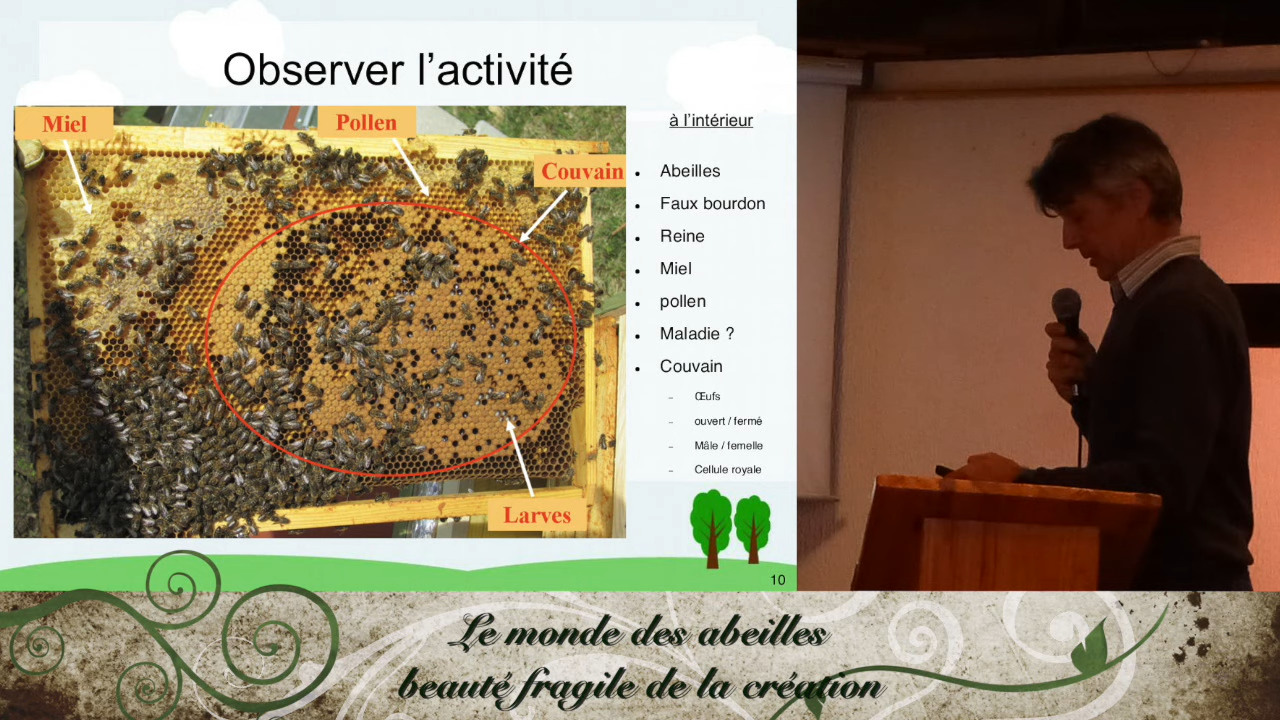 Observer l’activité
Miel
Pollen
Couvain
Larves
à l’intérieur
Abeilles
Faux bourdon
Reine
Miel
pollen
Maladie ?
Couvain
– Œufs
– ouvert / fermé
– Mâle / femelle
– Cellule royale
10
Le monde des abeilles
beauté fragile de la création